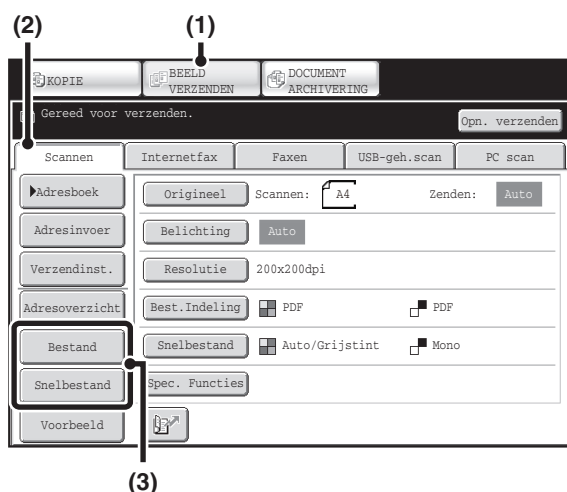 (2) (1)
KOPIE
BEELD
VERZENDEN
DOCUMENT
ARCHIVERING
Gereed voor verzenden.
Opn. verzenden
Scannen Internetfax Faxen USB-geh.scan PC scan
Adresboek Origineel Scannen: A4 Zenden: Auto
Adresinvoer Belichting Auto
Verzendinst. Resolutie 200x200dpi
Adresoverzicht Best.Indeling PDF PDF
Bestand Snelbestand Auto/Grijstint Mono
Snelbestand Spec. Functies
Voorbeeld
(3)